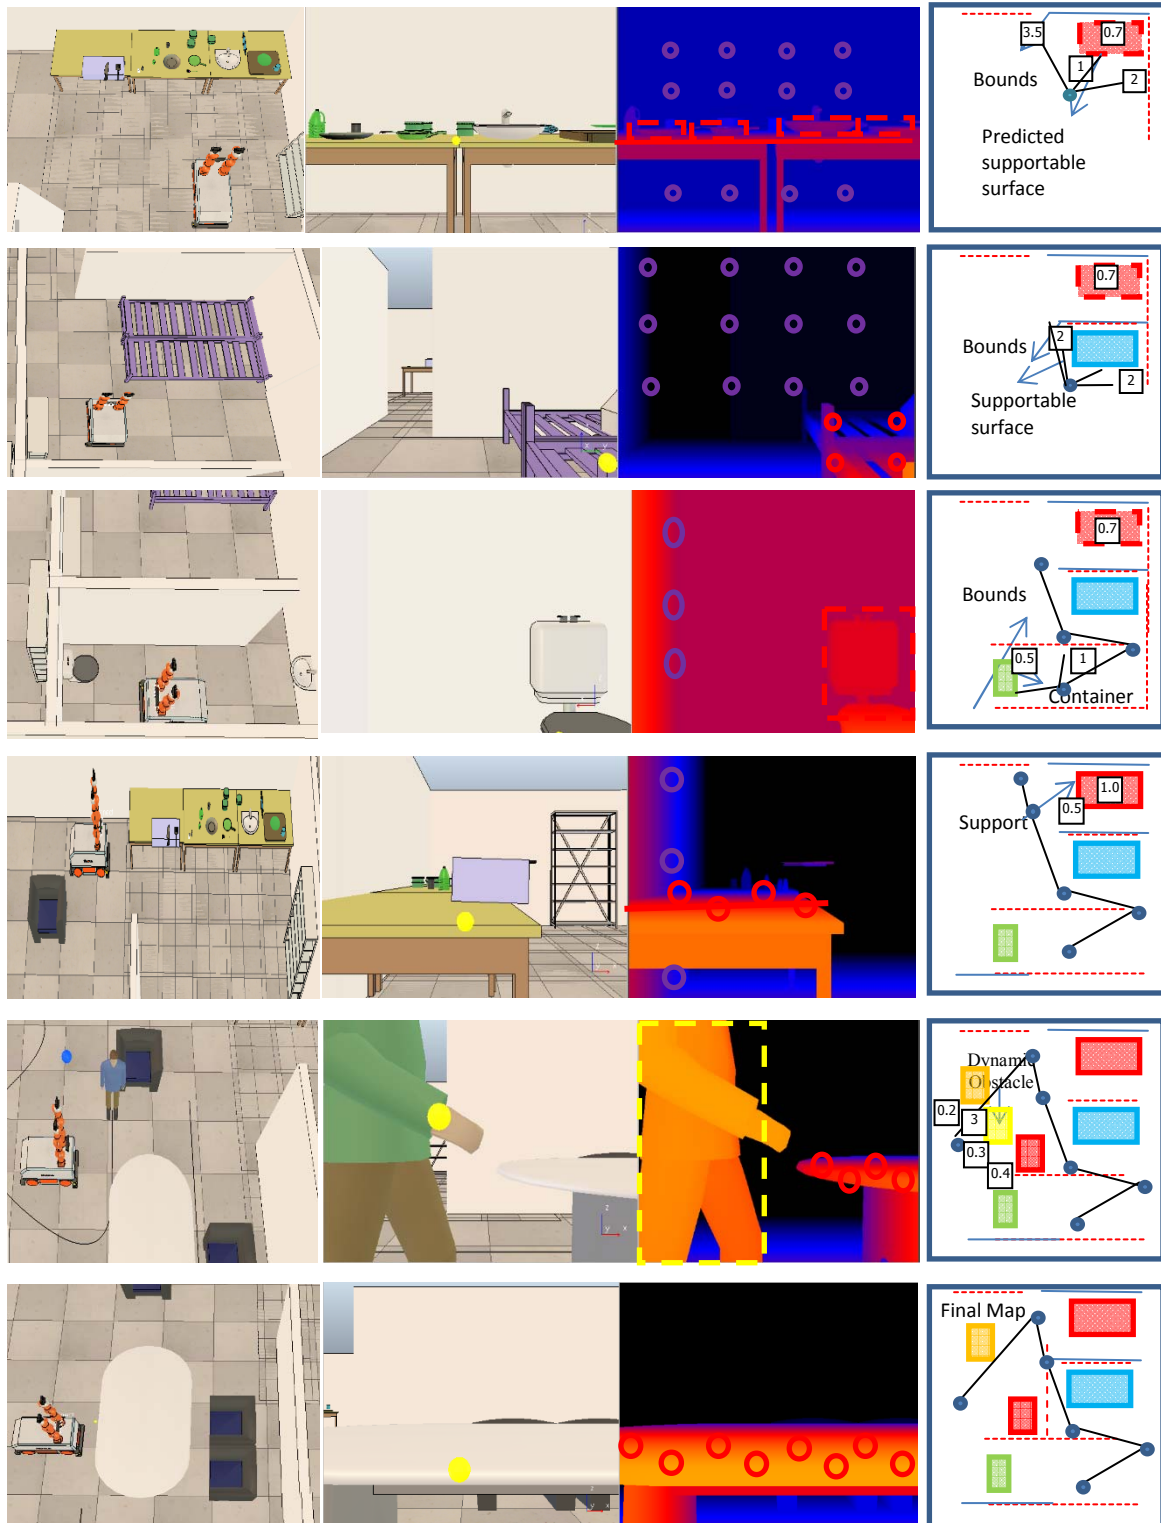 3.5
0.7
Bounds
1
2
Predicted
supportable
surface
0.7
2
Bounds
2
Supportable
surface
0.7
Bounds
0.5
1
Container
1.0
0.5
Support
Dynamic
Obstacle
0.2
3
0.3
0.4
Final Map